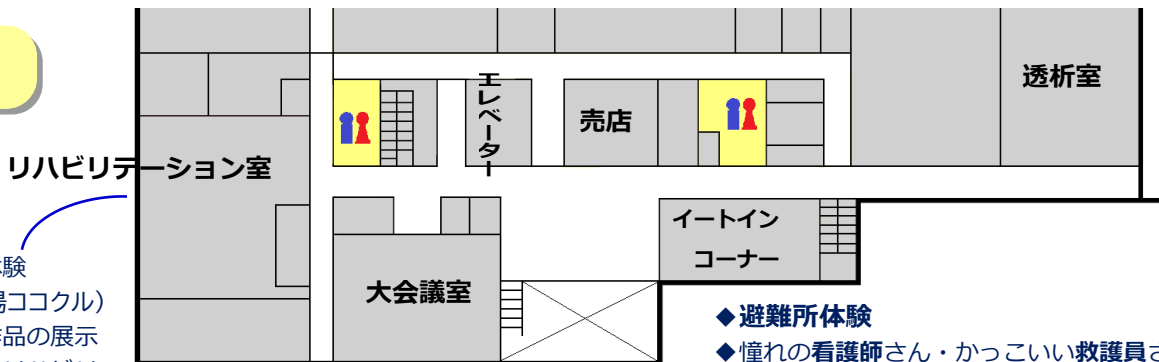 透析室
エレベーター
売店
リハビリテーション室
イートイン
コーナー
大会議室
体験
場ココクル）
作品の展示
◆避難所体験
◆憧れの看護師さん・かっこいい救護員さ